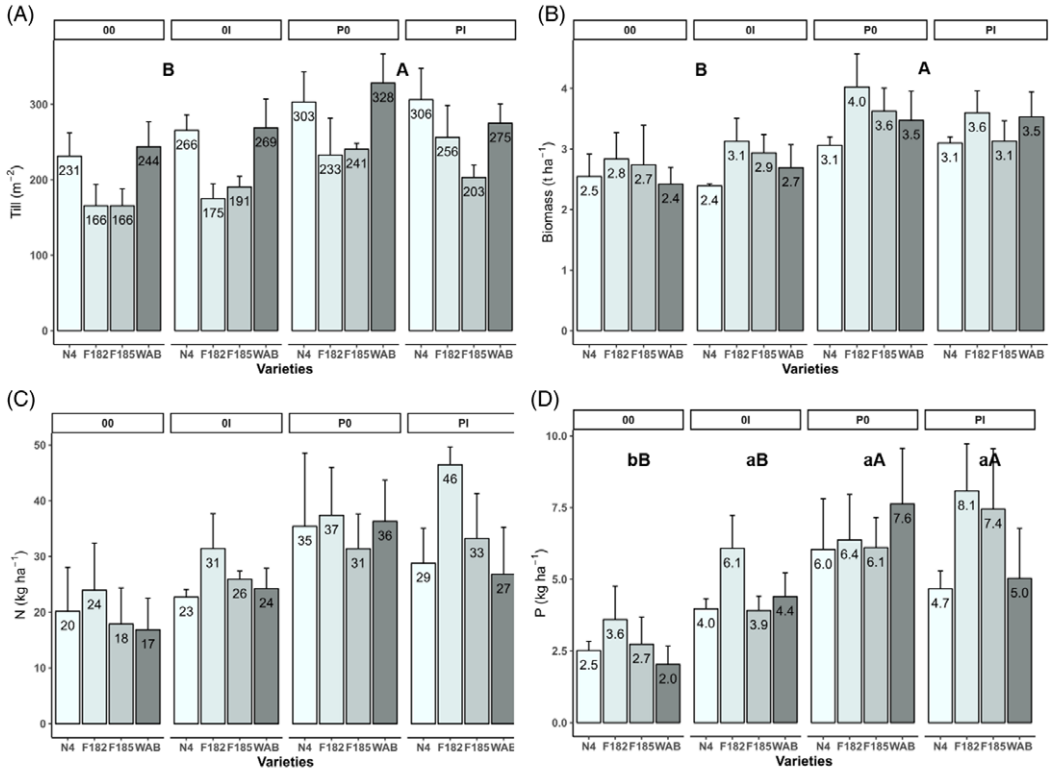 (A)
00 0I P0 PI
B A
Till (m−2)
300
200
100
0
231 166 166 244
266 175 191 269
303 233 241 328
306 256 203 275
N4 F182 F185 WAB N4 F182 F185 WAB N4 F182 F185 WAB N4 F182 F185 WAB
Varieties
(B)
00 0I P0 PI
B A
Biomass (t ha−1)
4
3
2
1
0
2.5 2.8 2.7 2.4
2.4 3.1 2.9 2.7
3.1 4.0 3.6 3.5
3.1 3.6 3.1 3.5
N4 F182 F185 WAB N4 F182 F185 WAB N4 F182 F185 WAB N4 F182 F185 WAB
Varieties
(C)
00 0I P0 PI
N (kg ha−1)
50
40
30
20
10
0
20 24 18 17
23 31 26 24
35 37 31 36
29 46 33 27
N4 F182 F185 WAB N4 F182 F185 WAB N4 F182 F185 WAB N4 F182 F185 WAB
Varieties
(D)
00 0I P0 PI
bB aB aA aA
P (kg ha−1)
10.0
7.5
5.0
2.5
0.0
2.5 3.6 2.7 2.0
4.0 6.1 3.9 4.4
6.0 6.4 6.1 7.6
4.7 8.1 7.4 5.0
N4 F182 F185 WAB N4 F182 F185 WAB N4 F182 F185 WAB N4 F182 F185 WAB
Varieties